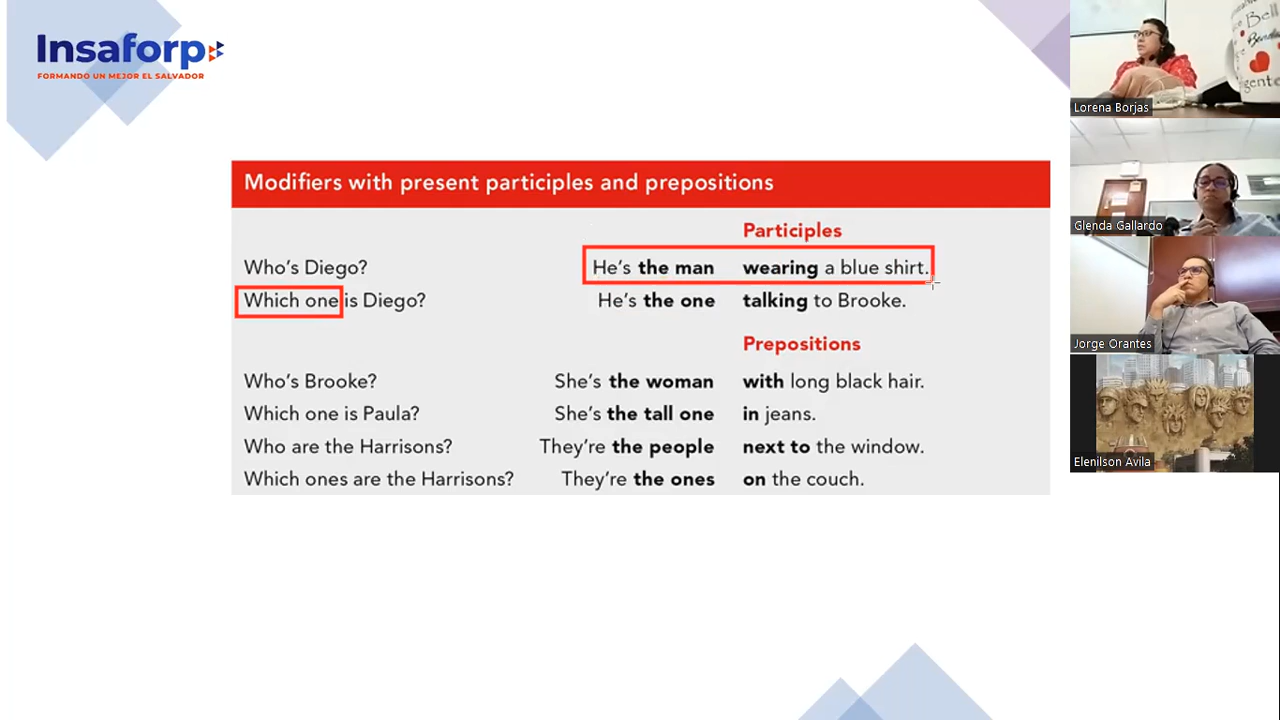 Insaforp
FORMANDO UN MEJOR EL SALVADOR
Modifiers with present participles and prepositions
Participles
Who's Diego? He's the man wearing a blue shirt.
Which one is Diego? He's the one talking to Brooke.
Prepositions
Who's Brooke? She's the woman with long black hair.
Which one is Paula? She's the tall one in jeans.
Who are the Harrisons? They're the people next to the window.
Which ones are the Harrisons? They're the ones on the couch.
Lorena Borjas
Glenda Gallardo
Jorge Orantes
Elenilson Avila